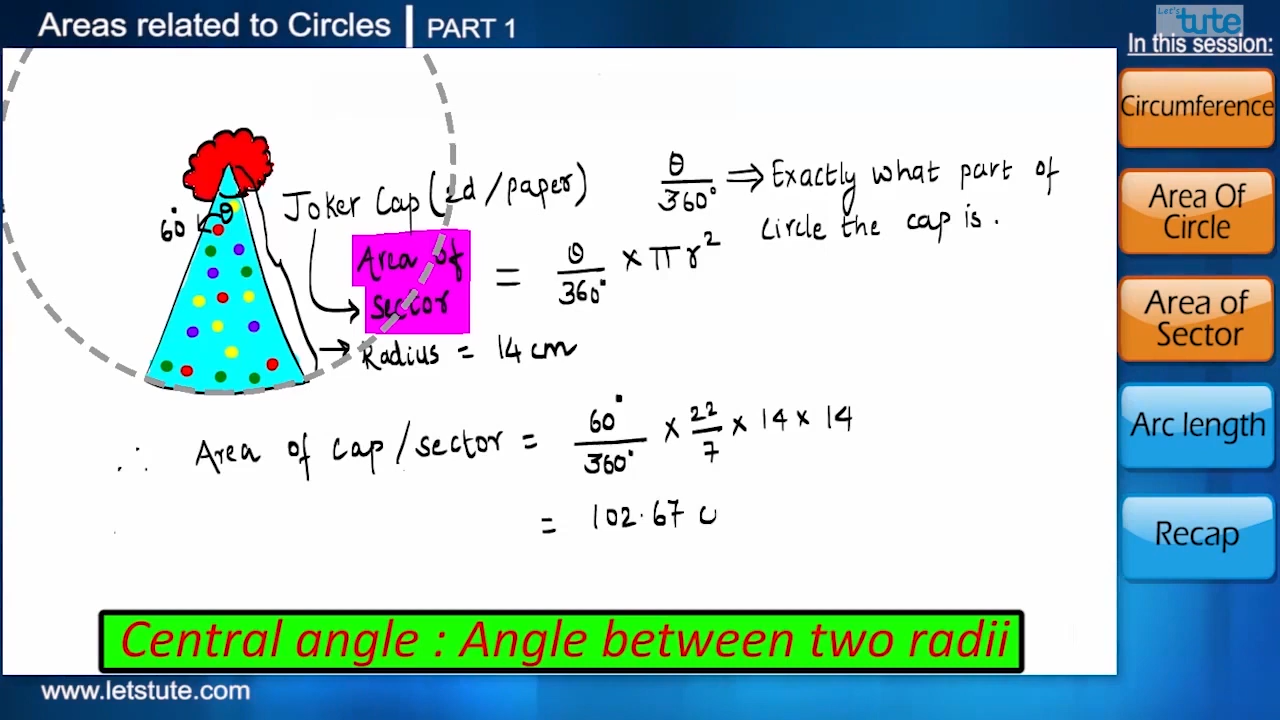 Areas related to Circles | PART 1
Let's
tute
In this session:
Circumference
Area Of
Circle
Area of
Sector
Arc length
Recap
60° θ
Joker Cap (2d/paper)
θ/360° ⇒ Exactly what part of
Circle the cap is.
Area of
Sector
= θ/360° × πr²
→ Radius = 14 cm
∴ Area of cap/sector = 60°/360° × 22/7 × 14 × 14
= 102.67 c
Central angle : Angle between two radii
www.letstute.com